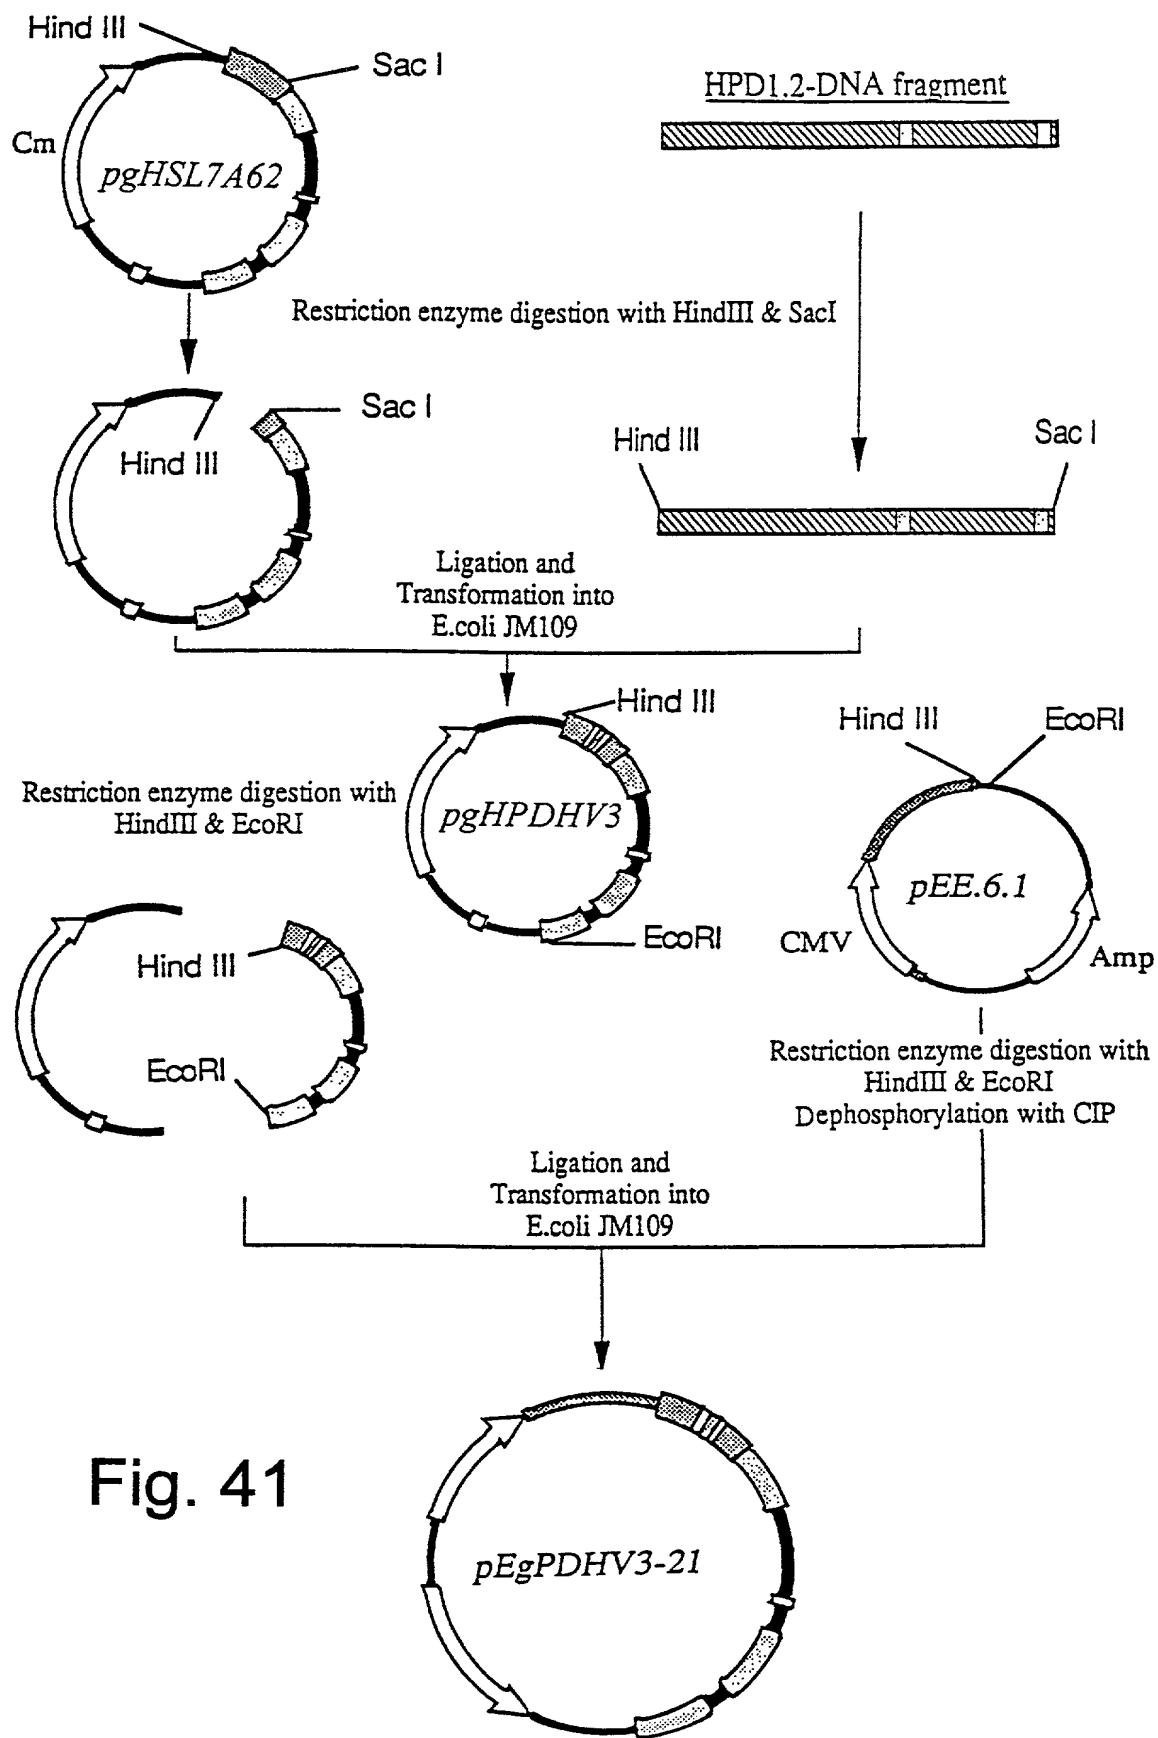 Hind III
Sac I
HPD1.2-DNA fragment
Cm
pgHSL7A62
Restriction enzyme digestion with HindIII & SacI
Sac I
Hind III
Hind III
Sac I
Ligation and
Transformation into
E.coli JM109
Hind III
Hind III
EcoRI
Restriction enzyme digestion with
HindIII & EcoRI
pgHPDHV3
pEE.6.1
CMV
Amp
EcoRI
Hind III
EcoRI
Restriction enzyme digestion with
HindIII & EcoRI
Dephosphorylation with CIP
Ligation and
Transformation into
E.coli JM109
Fig. 41
pEgPDHV3-21